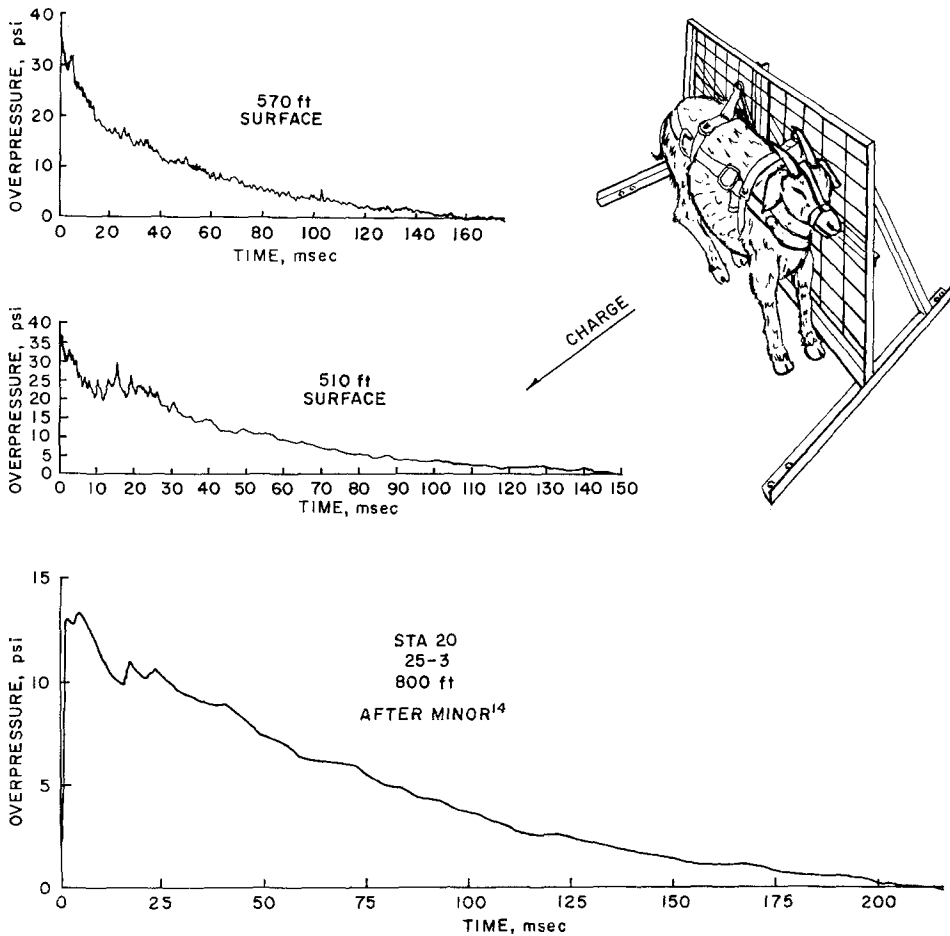 40
30
20
10
0
OVERPRESSURE, psi
570 ft
SURFACE
0 20 40 60 80 100 120 140 160
TIME, msec
40
35
30
25
20
15
10
5
0
OVERPRESSURE, psi
510 ft
SURFACE
0 10 20 30 40 50 60 70 80 90 100 110 120 130 140 150
TIME, msec
CHARGE
15
10
5
0
OVERPRESSURE, psi
STA 20
25-3
800 ft
AFTER MINOR14
0 25 50 75 100 125 150 175 200
TIME, msec